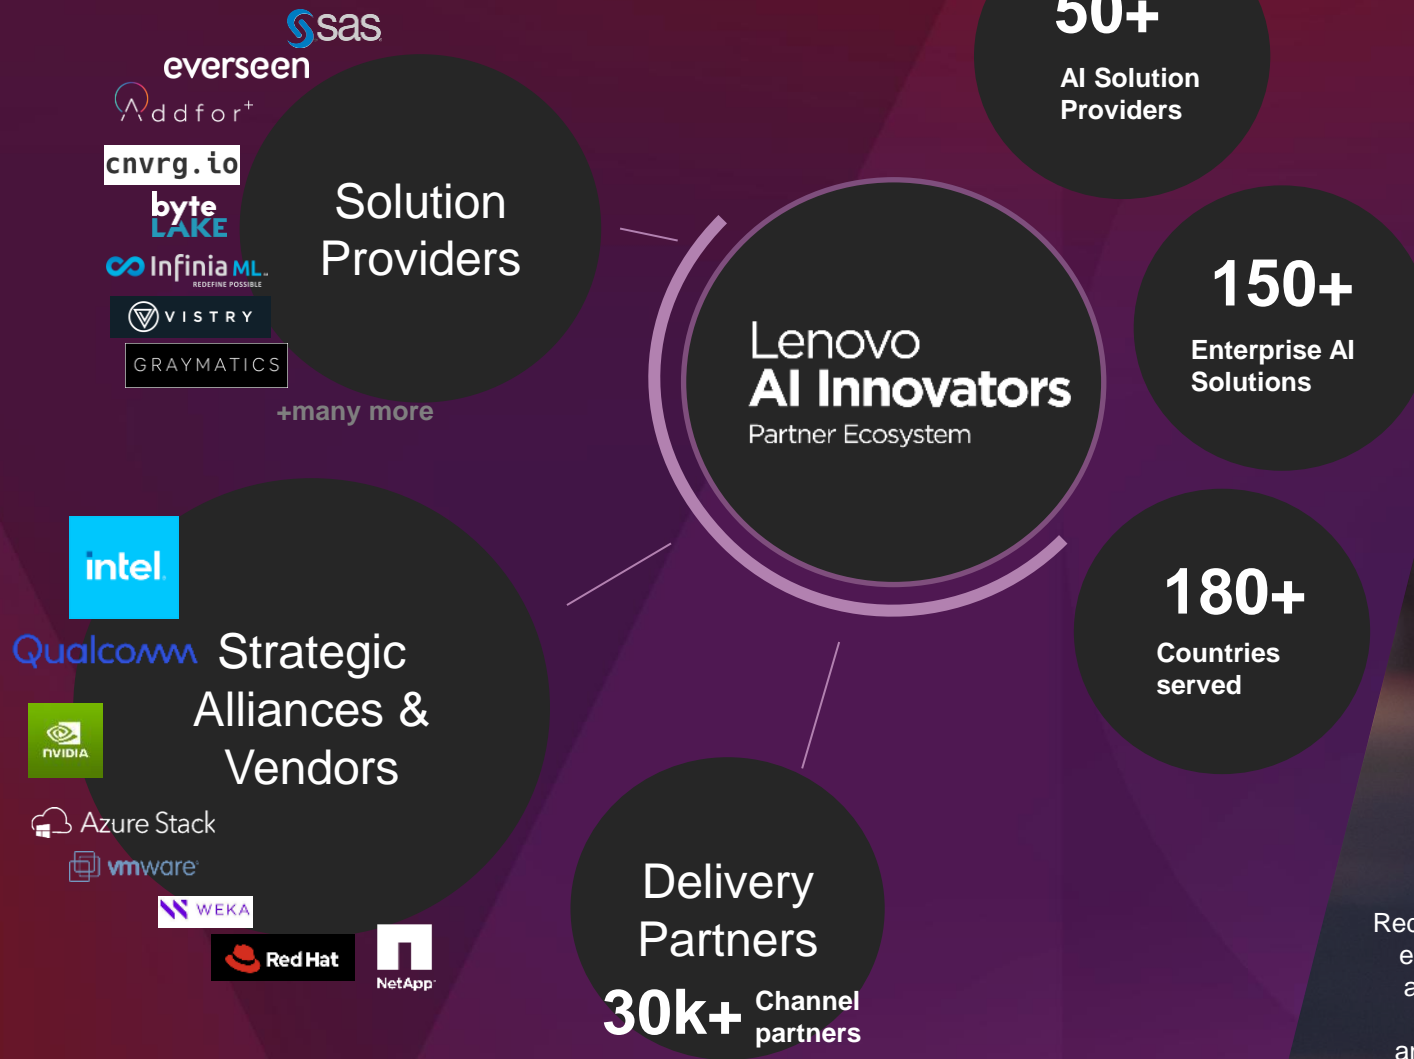 sas
everseen
Addfor+
cnvrg.io
byte
LAKE
Infinia ML
REDEFINE POSSIBLE
VISTRY
GRAYMATICS
+many more
Solution
Providers
50+
AI Solution
Providers
150+
Enterprise AI
Solutions
Lenovo
AI Innovators
Partner Ecosystem
180+
Countries
served
intel.
Qualcomm
NVIDIA
Azure Stack
vmware
WEKA
Red Hat
NetApp
Strategic
Alliances &
Vendors
Delivery
Partners
30k+ Channel
partners